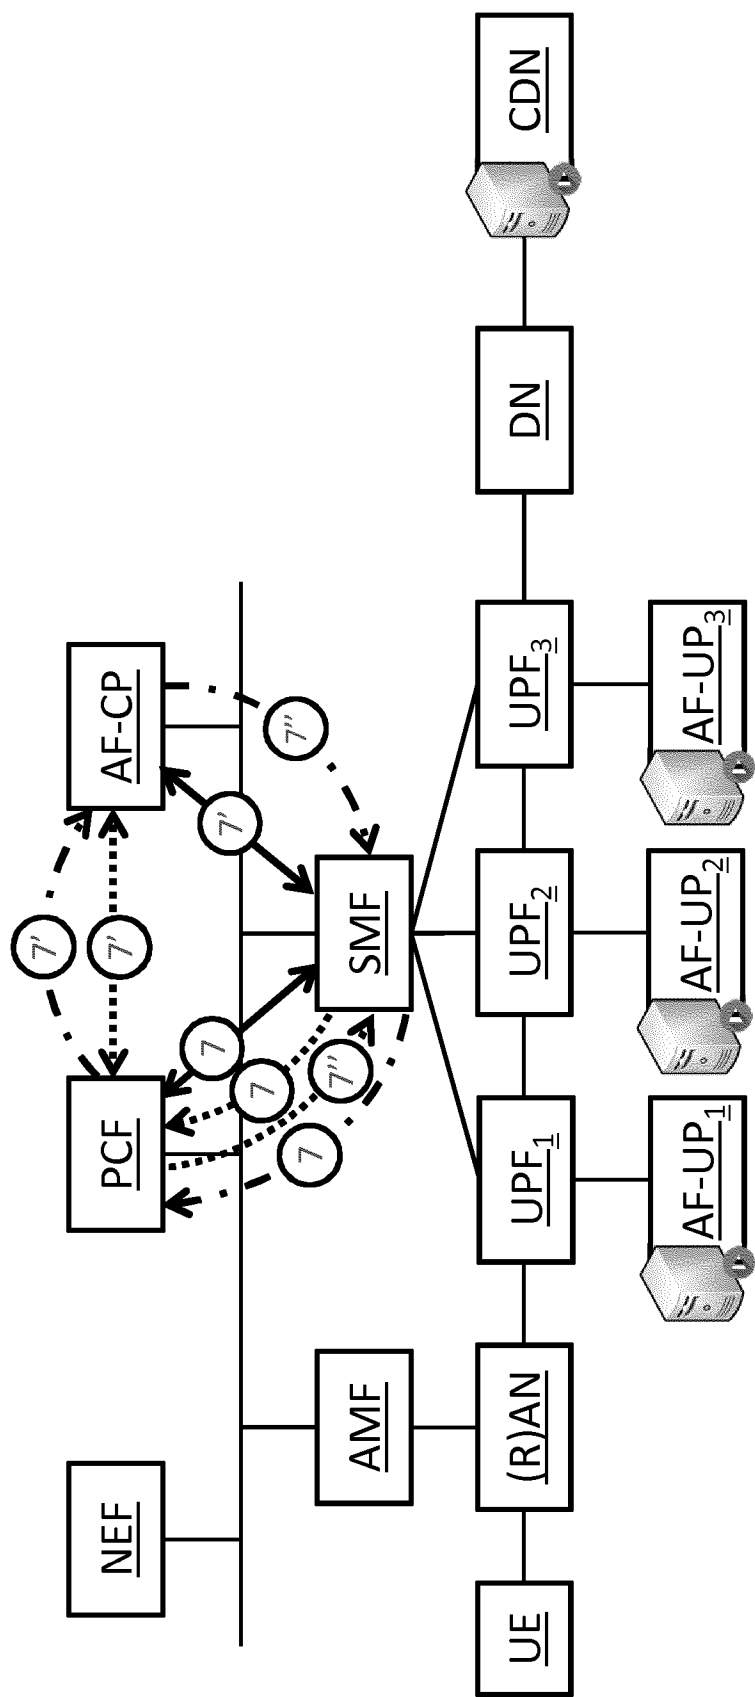 NEF
PCF
AF-CP
7'
7'
7
7'
7
7''
7
7''
AMF
SMF
UE
(R)AN
UPF1
UPF2
UPF3
DN
CDN
AF-UP1
AF-UP2
AF-UP3